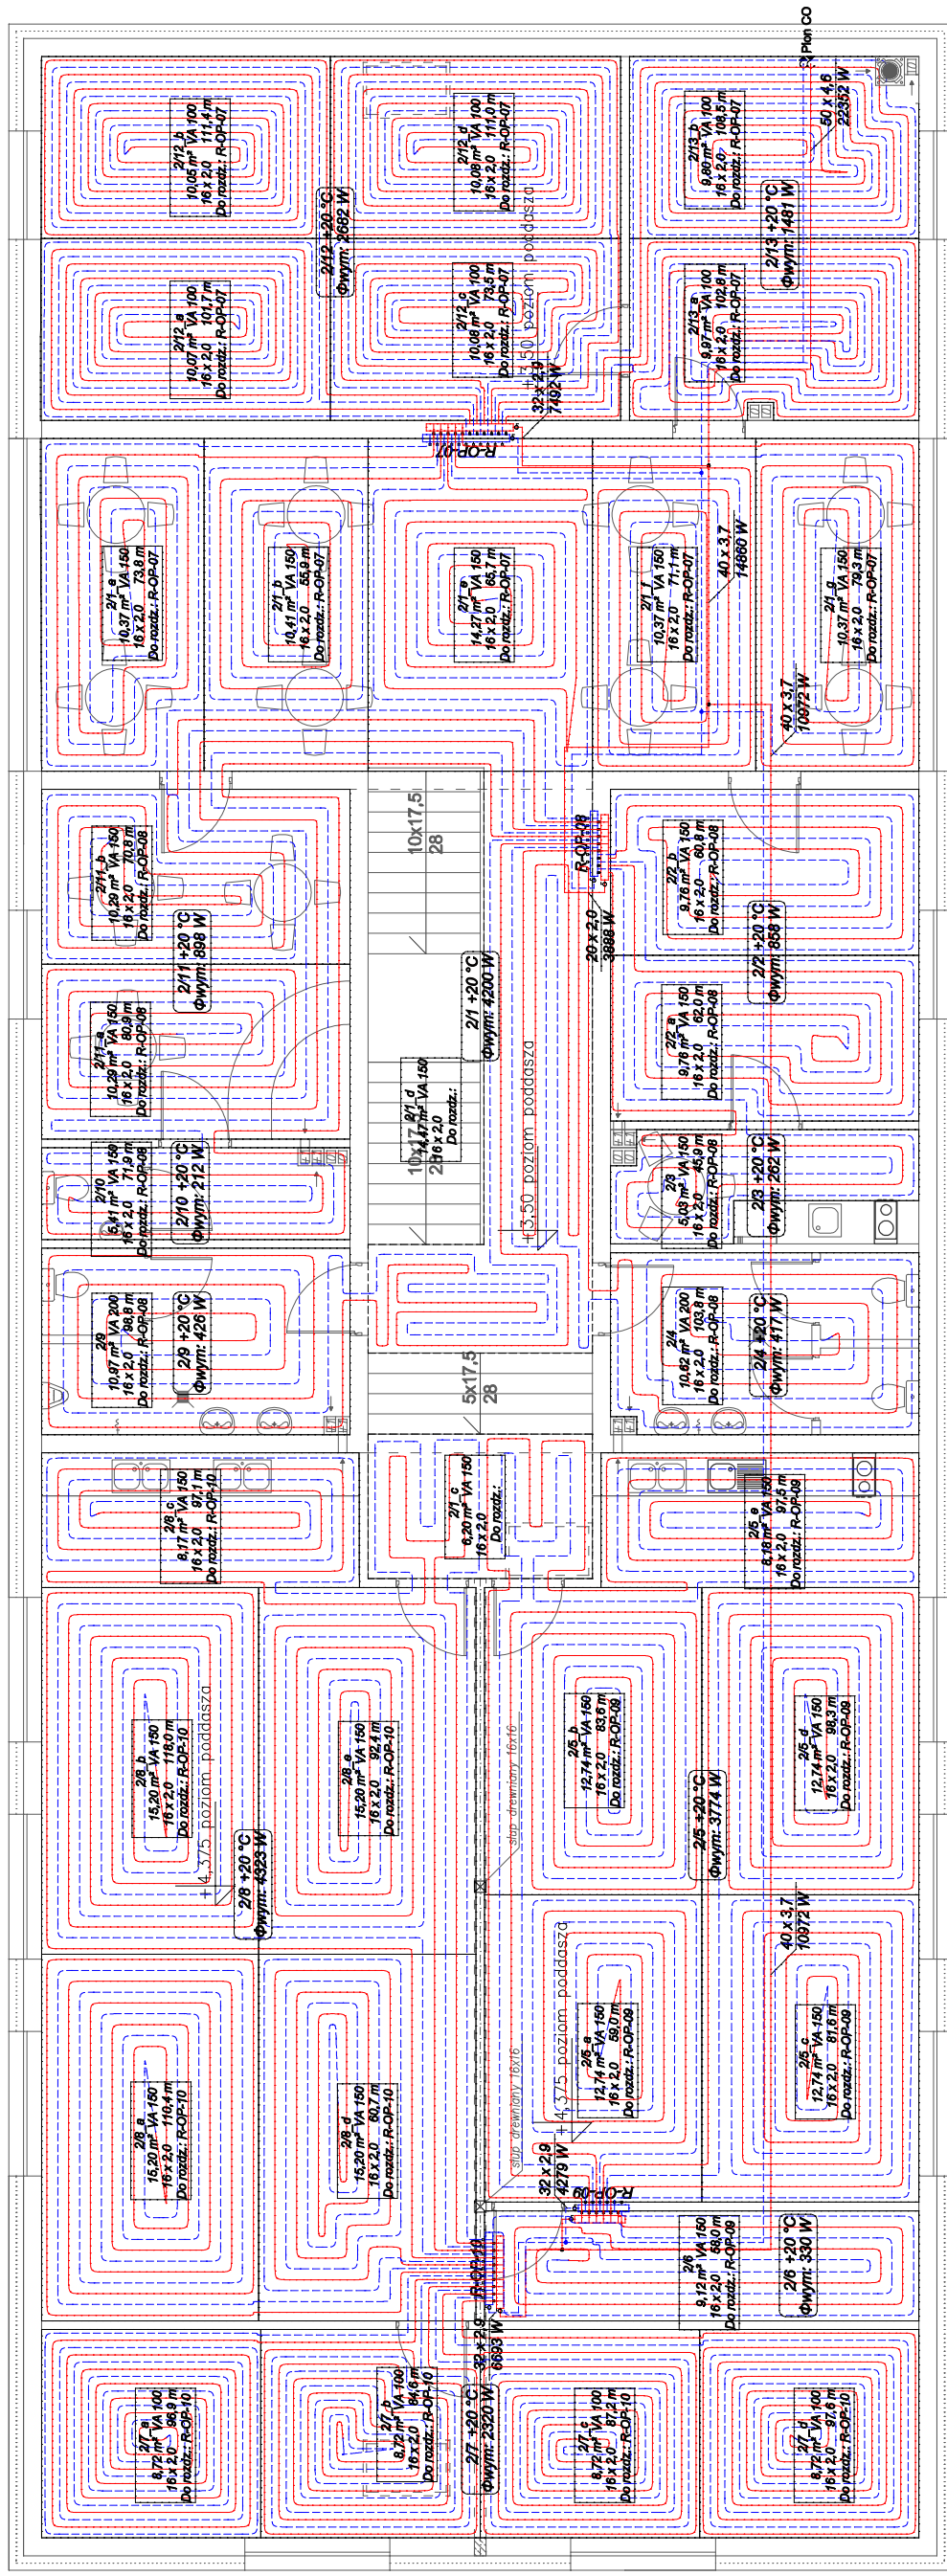 Pion CO
50 x 4,6
22352 W
2/12_b
10,05 m² VA 100
16 x 2,0 111,4 m
Do rozdz.: R-OP-07
2/12_d
10,08 m² VA 100
16 x 2,0 111,0 m
Do rozdz.: R-OP-07
2/13_b
9,80 m² VA 100
16 x 2,0 108,5 m
Do rozdz.: R-OP-07
2/12 +20 °C
Φwym: 2682 W
2/13 +20 °C
Φwym: 1481 W
2/12_a
10,07 m² VA 100
16 x 2,0 101,7 m
Do rozdz.: R-OP-07
2/12_c
10,08 m² VA 100
16 x 2,0 73,5 m
Do rozdz.: R-OP-07
2/13_a
9,97 m² VA 100
16 x 2,0 102,8 m
Do rozdz.: R-OP-07
+3,50 poziom poddasza
32 x 2,9
7492 W
R-OP-07
2/1_a
10,37 m² VA 150
16 x 2,0 73,8 m
Do rozdz.: R-OP-07
2/1_b
10,41 m² VA 150
16 x 2,0 55,9 m
Do rozdz.: R-OP-07
2/1_e
14,27 m² VA 150
16 x 2,0 65,7 m
Do rozdz.: R-OP-07
2/1_f
10,37 m² VA 150
16 x 2,0 71,1 m
Do rozdz.: R-OP-07
2/1_g
10,37 m² VA 150
16 x 2,0 79,3 m
Do rozdz.: R-OP-07
40 x 3,7
14860 W
40 x 3,7
10972 W
10x17,5
28
R-OP-08
20 x 2,0
3888 W
2/11_b
10,29 m² VA 150
16 x 2,0 70,8 m
Do rozdz.: R-OP-08
2/11 +20 °C
Φwym: 898 W
2/11_a
10,29 m² VA 150
16 x 2,0 80,9 m
Do rozdz.: R-OP-08
2/1 +20 °C
Φwym: 4200 W
2/2_b
9,76 m² VA 150
16 x 2,0 60,8 m
Do rozdz.: R-OP-08
2/2 +20 °C
Φwym: 858 W
2/2_a
9,76 m² VA 150
16 x 2,0 62,0 m
Do rozdz.: R-OP-08
2/1_d
VA 150
16 x 2,0
Do rozdz.:
10x17,5
+3,50 poziom poddasza
2/10
5,41 m² VA 150
16 x 2,0 71,9 m
Do rozdz.: R-OP-08
2/10 +20 °C
Φwym: 212 W
2/3
5,03 m² VA 150
16 x 2,0 45,9 m
Do rozdz.: R-OP-08
2/3 +20 °C
Φwym: 262 W
2/9
10,97 m² VA 200
16 x 2,0 98,8 m
Do rozdz.: R-OP-08
2/9 +20 °C
Φwym: 426 W
2/4
10,62 m² VA 200
16 x 2,0 103,8 m
Do rozdz.: R-OP-08
2/4 +20 °C
Φwym: 417 W
5x17,5
28
2/8_c
8,17 m² VA 150
16 x 2,0 97,1 m
Do rozdz.: R-OP-10
2/1_c
6,20 m² VA 150
16 x 2,0
Do rozdz.:
2/5_e
8,18 m² VA 150
16 x 2,0 97,5 m
Do rozdz.: R-OP-09
2/8_b
15,20 m² VA 150
16 x 2,0 118,0 m
Do rozdz.: R-OP-10
+4,375 poziom poddasza
2/8_e
15,20 m² VA 150
16 x 2,0 92,4 m
Do rozdz.: R-OP-10
2/8 +20 °C
Φwym: 4323 W
słup drewniany 16x16
2/5_b
12,74 m² VA 150
16 x 2,0 83,6 m
Do rozdz.: R-OP-09
2/5_d
12,74 m² VA 150
16 x 2,0 98,3 m
Do rozdz.: R-OP-09
2/5 +20 °C
Φwym: 3774 W
40 x 3,7
10972 W
2/8_a
15,20 m² VA 150
16 x 2,0 110,4 m
Do rozdz.: R-OP-10
2/8_d
15,20 m² VA 150
16 x 2,0 60,7 m
Do rozdz.: R-OP-10
słup drewniany 16x16
+4,375 poziom poddasza
2/5_a
12,74 m² VA 150
16 x 2,0 59,0 m
Do rozdz.: R-OP-09
2/5_c
12,74 m² VA 150
16 x 2,0 81,6 m
Do rozdz.: R-OP-09
32 x 2,9
4279 W
R-OP-09
R-OP-10
32 x 2,9
6693 W
2/6
9,12 m² VA 150
16 x 2,0 58,0 m
Do rozdz.: R-OP-09
2/6 +20 °C
Φwym: 330 W
2/7_a
8,72 m² VA 100
16 x 2,0 96,9 m
Do rozdz.: R-OP-10
2/7_b
8,72 m² VA 100
16 x 2,0 84,6 m
Do rozdz.: R-OP-10
2/7 +20 °C
Φwym: 2320 W
2/7_c
8,72 m² VA 100
16 x 2,0 87,2 m
Do rozdz.: R-OP-10
2/7_d
8,72 m² VA 100
16 x 2,0 97,6 m
Do rozdz.: R-OP-10